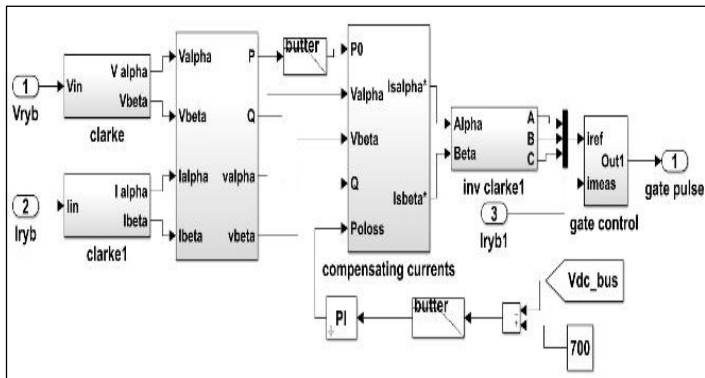 1
Vryb
Vin
V alpha
Vbeta
clarke
2
Iryb
Iin
I alpha
Ibeta
clarke1
Valpha
Vbeta
Ialpha
Ibeta
P
Q
valpha
vbeta
butter
P0
Valpha
Vbeta
Q
Poloss
Isalpha*
Isbeta*
compensating currents
Alpha
Beta
A
B
C
inv clarke1
3
Iryb1
iref
imeas
Out1
gate control
1
gate pulse
PI
butter
-
+
Vdc_bus
700